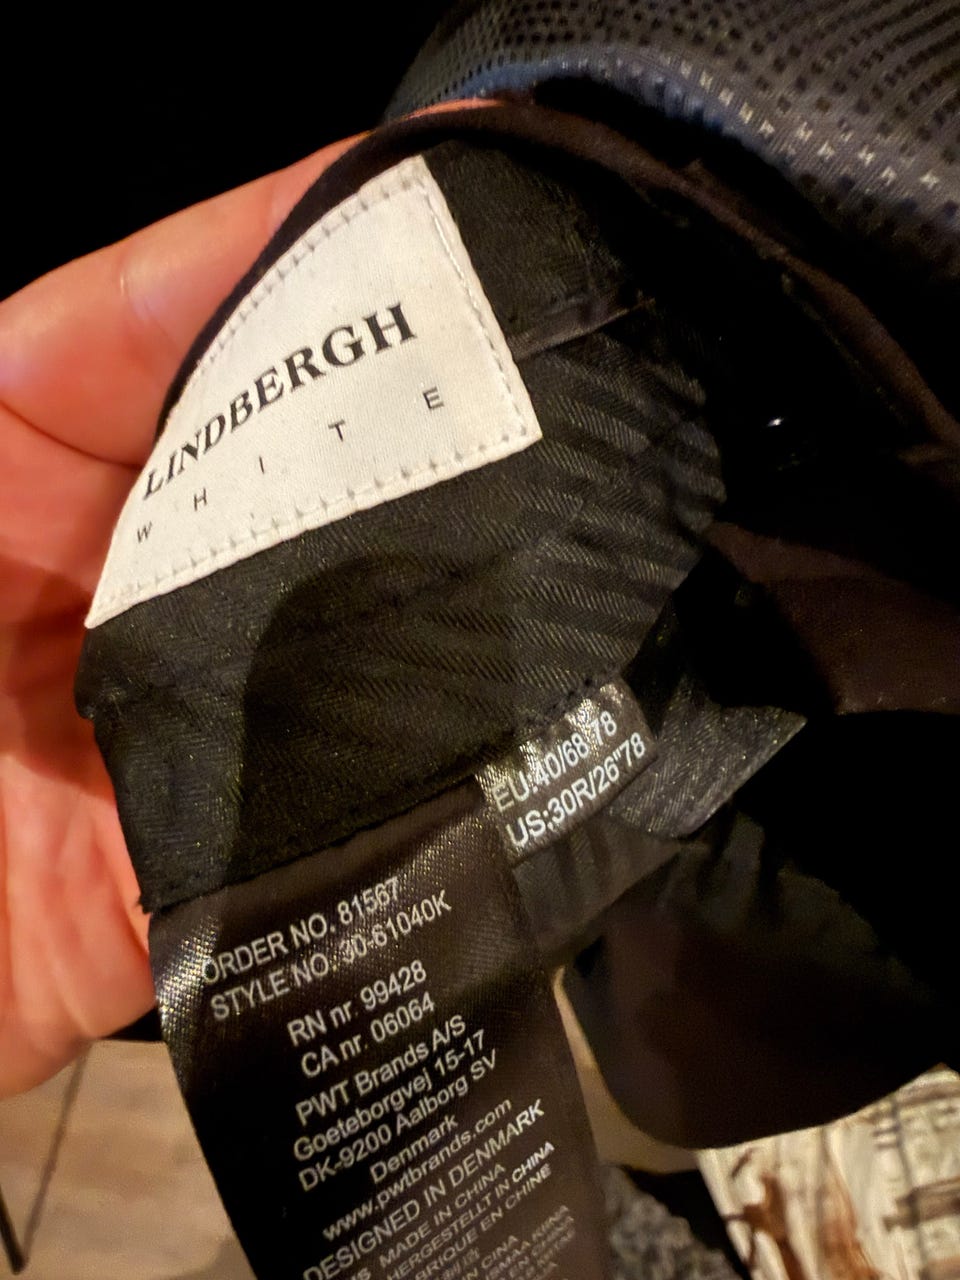 LINDBERGH
WHITE
EU:40/68 78
US:30R/26"78
ORDER NO. 81567
STYLE NO. 30-61040K
RN nr. 99428
CA nr. 06064
PWT Brands A/S
Goeteborgvej 15-17
DK-9200 Aalborg SV
Denmark
www.pwtbrands.com
DESIGNED IN DENMARK
MADE IN CHINA
HERGESTELLT IN CHINA
EN CHINE